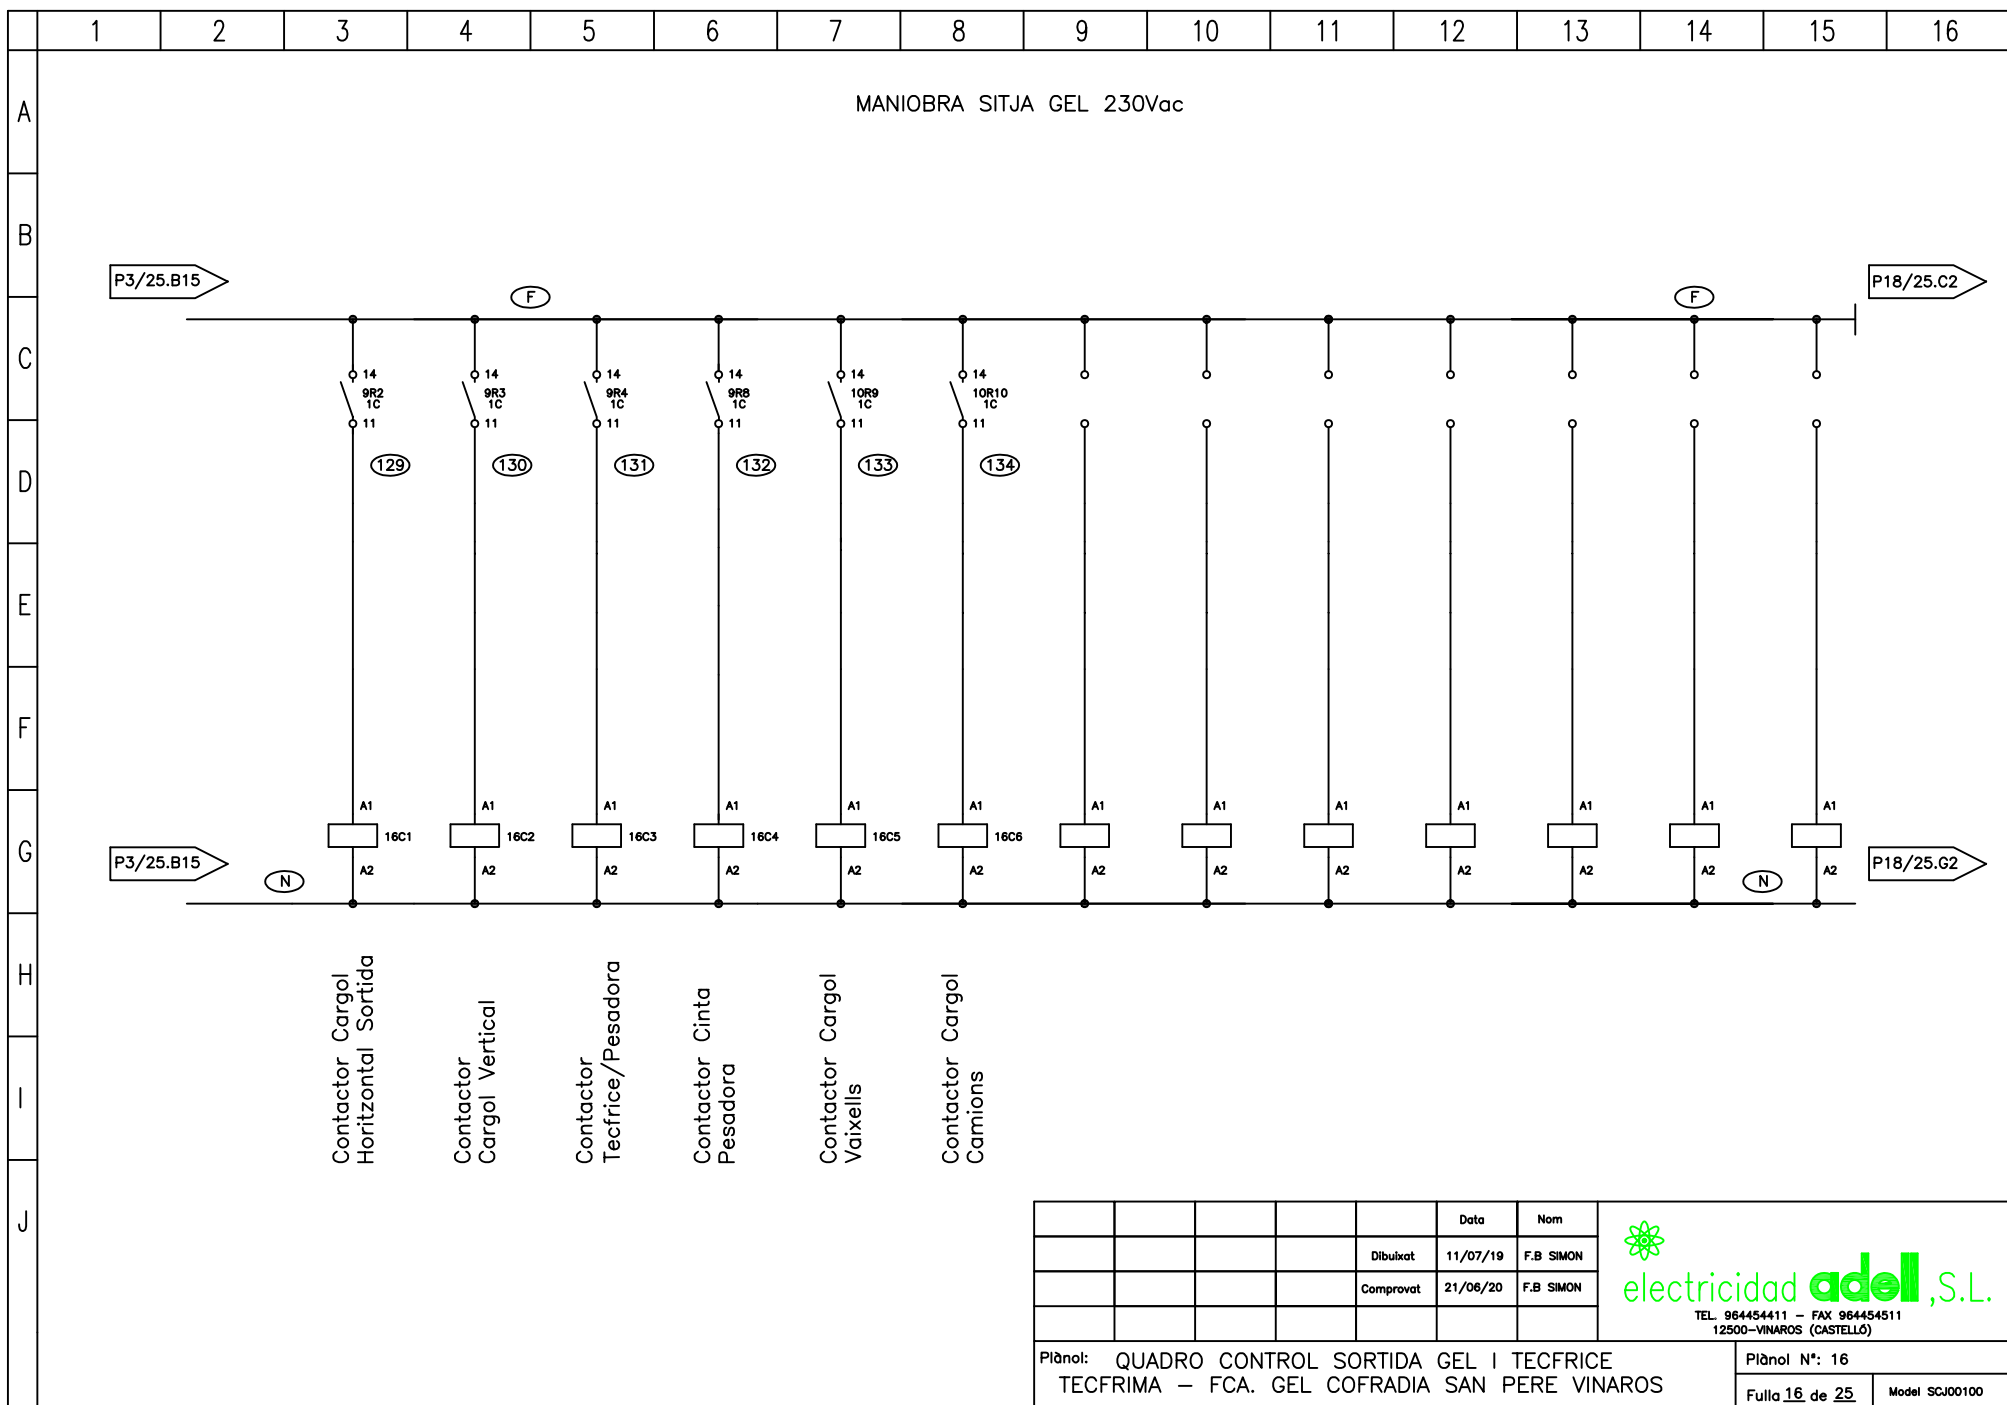 1 2 3 4 5 6 7 8 9 10 11 12 13 14 15 16
A
MANIOBRA SITJA GEL 230Vac
B
P3/25.B15
P18/25.C2
F
F
C
14 14 14 14 14 14
9R2 9R3 9R4 9R8 10R9 10R10
1C 1C 1C 1C 1C 1C
11 11 11 11 11 11
129 130 131 132 133 134
D
E
F
A1 A1 A1 A1 A1 A1 A1 A1 A1 A1 A1 A1 A1
16C1 16C2 16C3 16C4 16C5 16C6
G
P3/25.B15
P18/25.G2
A2 A2 A2 A2 A2 A2 A2 A2 A2 A2 A2 A2 A2
N
N
H
Contactor Cargol
Horitzontal Sortida
Contactor
Cargol Vertical
Contactor
Tecfrice/Pesadora
Contactor Cinta
Pesadora
Contactor Cargol
Vaixells
Contactor Cargol
Camions
I
J
Data Nom
Dibuixat 11/07/19 F.B SIMON
Comprovat 21/06/20 F.B SIMON
electricidad adell ,S.L.
TEL. 964454411 - FAX 964454511
12500-VINAROS (CASTELLÓ)
Plànol: QUADRO CONTROL SORTIDA GEL I TECFRICE
TECFRIMA - FCA. GEL COFRADIA SAN PERE VINAROS
Plànol Nº: 16
Fulla 16 de 25
Model SCJ00100